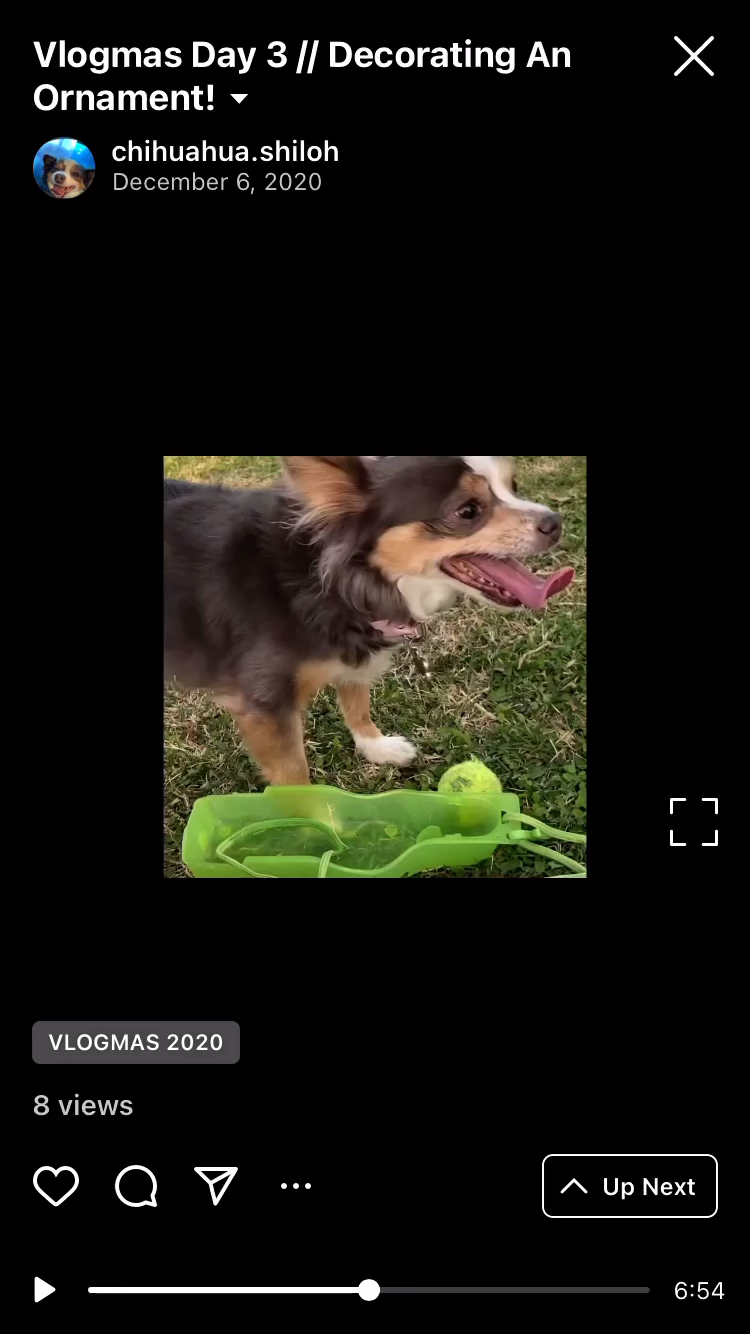 Vlogmas Day 3 // Decorating An
Ornament!
chihuahua.shiloh
December 6, 2020
VLOGMAS 2020
8 views
Up Next
6:54